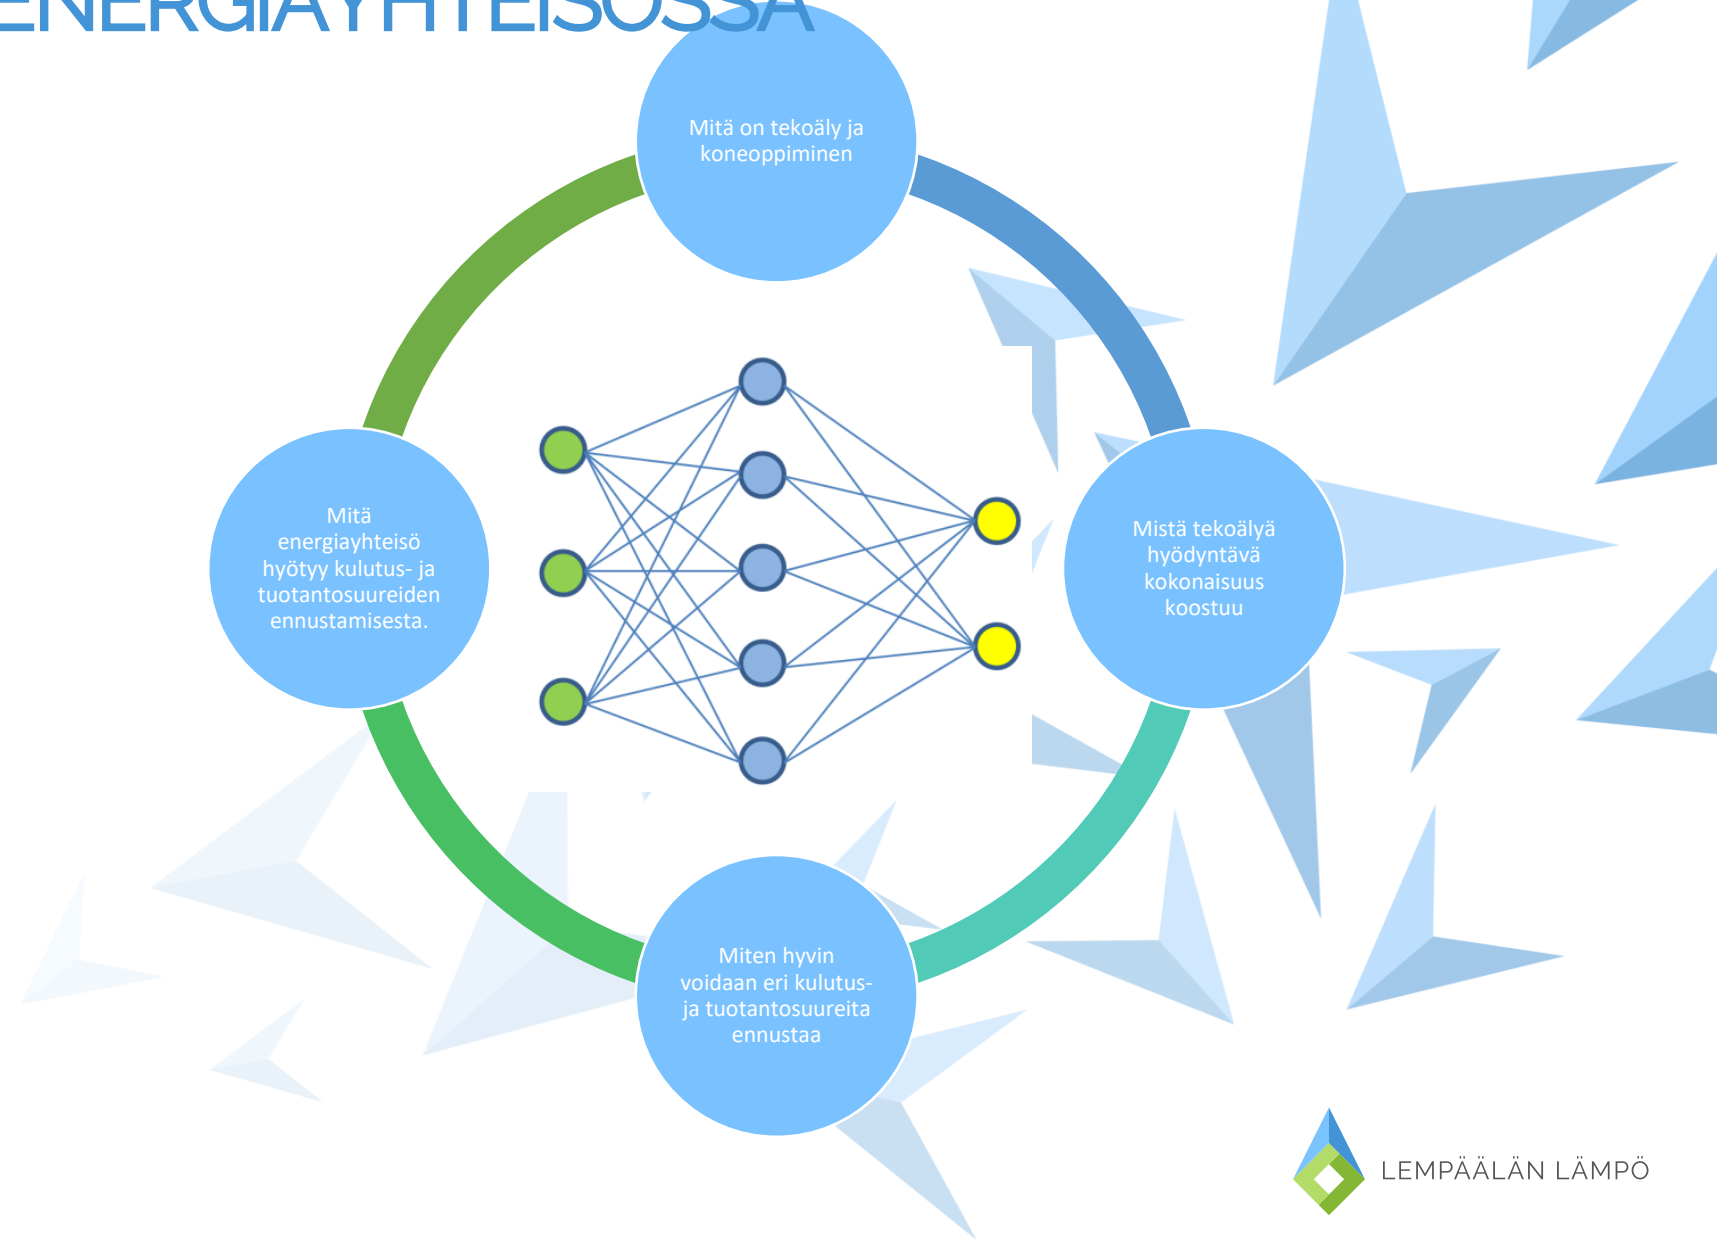 ENERGIAYHTEISÖSSÄ
Mitä on tekoäly ja
koneoppiminen
Mistä tekoälyä
hyödyntävä
kokonaisuus
koostuu
Miten hyvin
voidaan eri kulutus-
ja tuotantosuureita
ennustaa
Mitä
energiayhteisö
hyötyy kulutus- ja
tuotantosuureiden
ennustamisesta.
LEMPÄÄLÄN LÄMPÖ